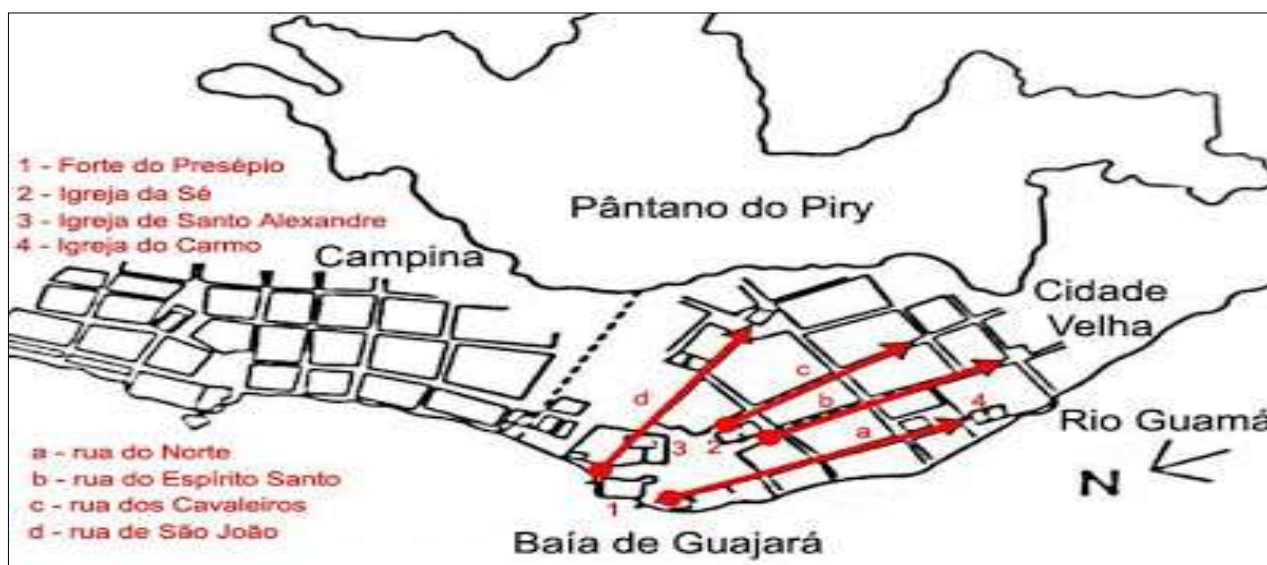 1 - Forte do Presépio
2 - Igreja da Sé
3 - Igreja de Santo Alexandre
4 - Igreja do Carmo
Campina
Pântano do Piry
Cidade
Velha
Rio Guamá
N
c
d
b
a
4
3
2
1
a - rua do Norte
b - rua do Espírito Santo
c - rua dos Cavaleiros
d - rua de São João
Baía de Guajará